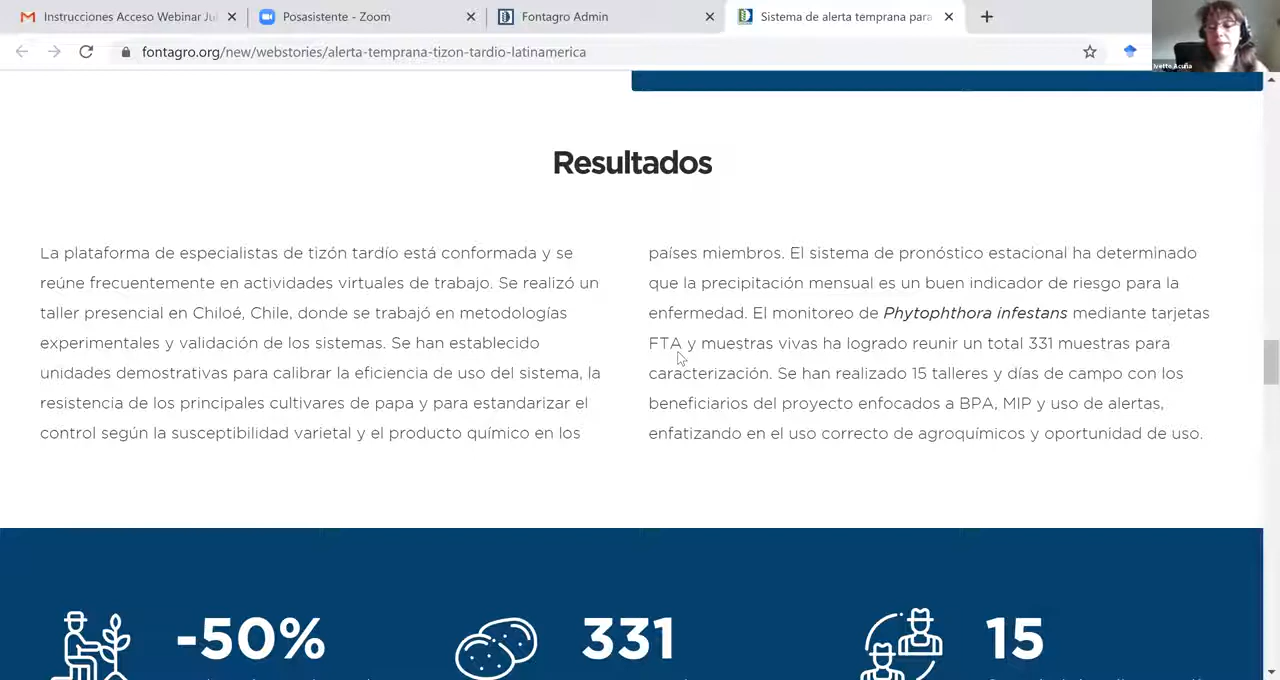 Instrucciones Acceso Webinar Ju
Posasistente - Zoom
Fontagro Admin
Sistema de alerta temprana para
fontagro.org/new/webstories/alerta-temprana-tizon-tardio-latinamerica
Ivette Acuña
Resultados
La plataforma de especialistas de tizón tardío está conformada y se
reúne frecuentemente en actividades virtuales de trabajo. Se realizó un
taller presencial en Chiloé, Chile, donde se trabajó en metodologías
experimentales y validación de los sistemas. Se han establecido
unidades demostrativas para calibrar la eficiencia de uso del sistema, la
resistencia de los principales cultivares de papa y para estandarizar el
control según la susceptibilidad varietal y el producto químico en los
países miembros. El sistema de pronóstico estacional ha determinado
que la precipitación mensual es un buen indicador de riesgo para la
enfermedad. El monitoreo de Phytophthora infestans mediante tarjetas
FTA y muestras vivas ha logrado reunir un total 331 muestras para
caracterización. Se han realizado 15 talleres y días de campo con los
beneficiarios del proyecto enfocados a BPA, MIP y uso de alertas,
enfatizando en el uso correcto de agroquímicos y oportunidad de uso.
-50%
331
15